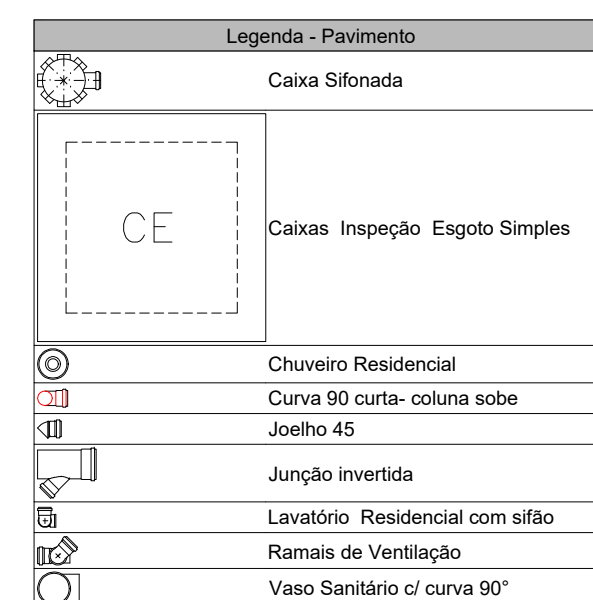 Legenda - Pavimento
Caixa Sifonada
CE
Caixas Inspeção Esgoto Simples
Chuveiro Residencial
Curva 90 curta- coluna sobe
Joelho 45
Junção invertida
Lavatório Residencial com sifão
Ramais de Ventilação
Vaso Sanitário c/ curva 90°